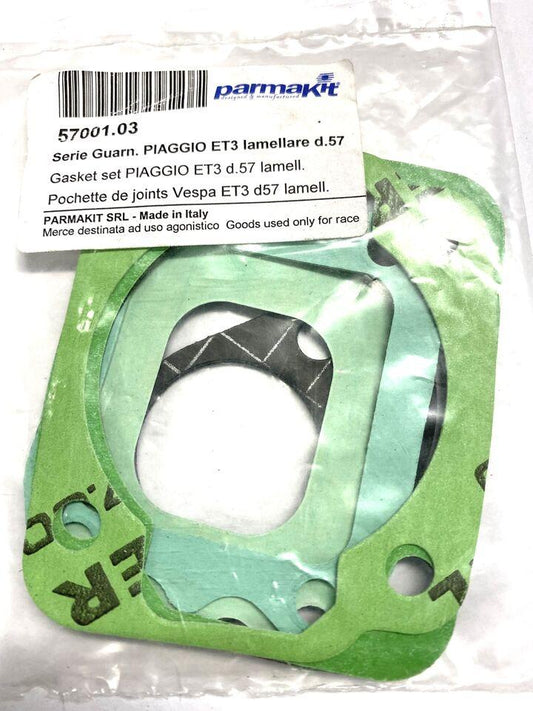 parmakit
designed & manufactured
57001.03
Serie Guarn. PIAGGIO ET3 lamellare d.57
Gasket set PIAGGIO ET3 d.57 lamell.
Pochette de joints Vespa ET3 d57 lamell.
PARMAKIT SRL - Made in Italy
Merce destinata ad uso agonistico Goods used only for race
ER